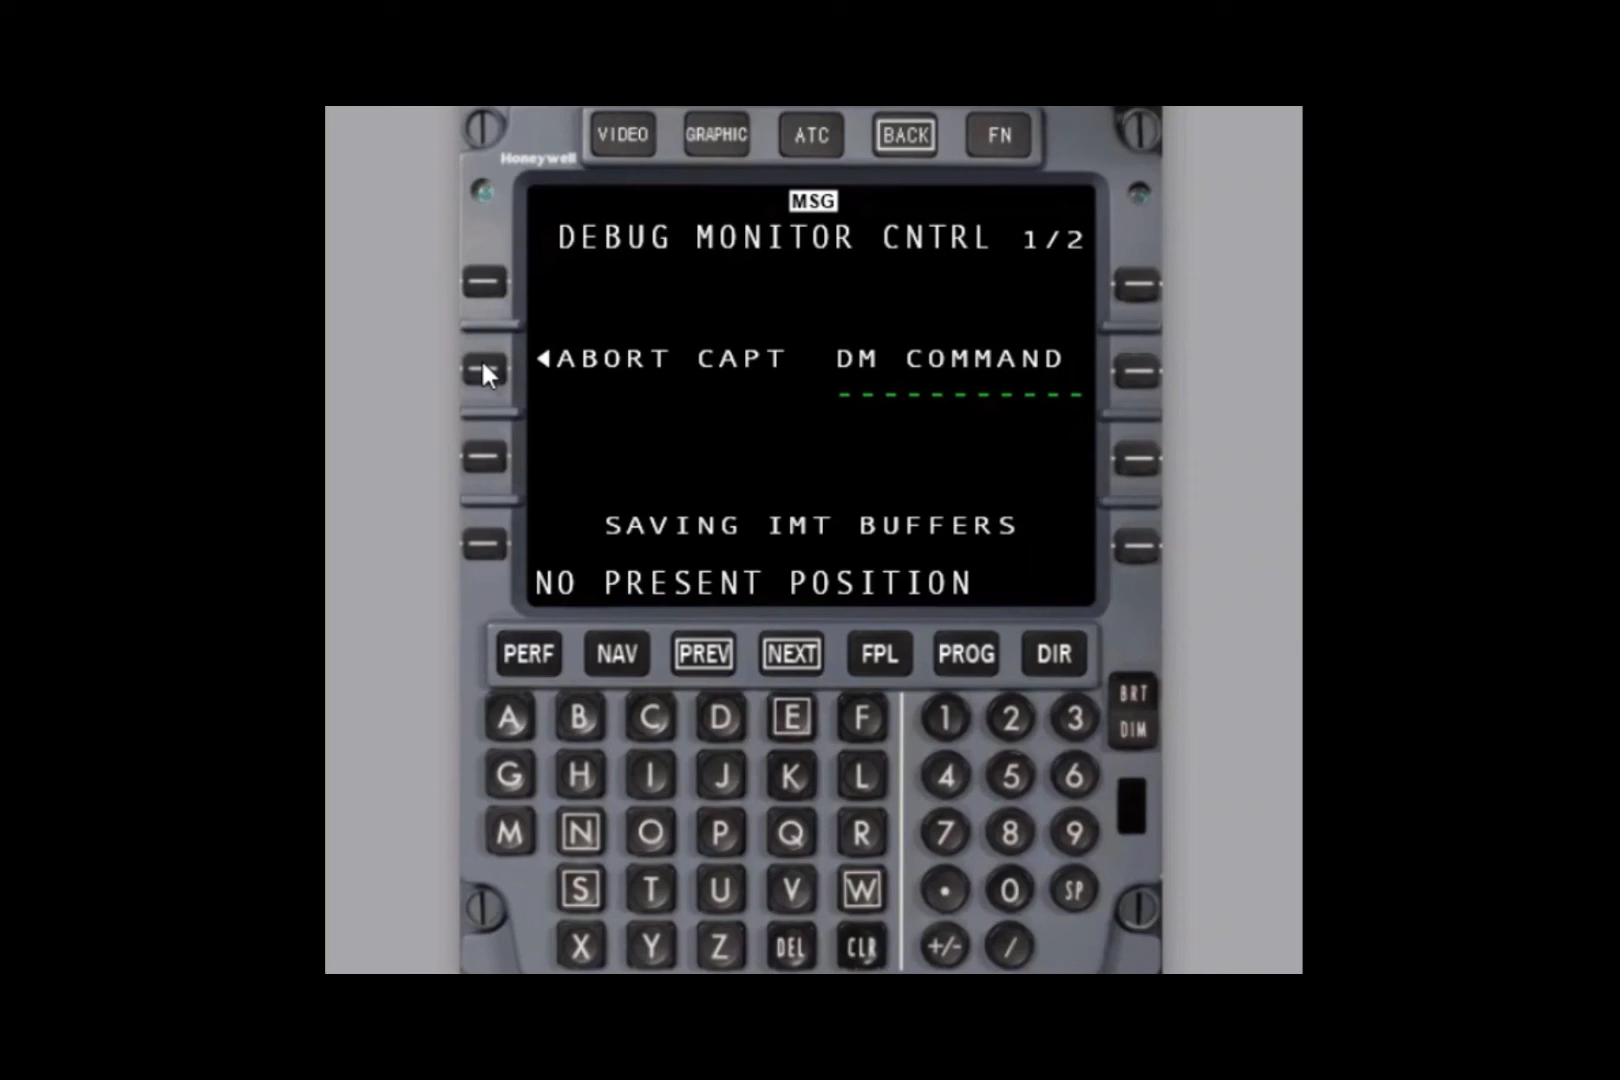 VIDEO GRAPHIC ATC BACK FN
Honeywell
MSG
DEBUG MONITOR CNTRL 1/2
ABORT CAPT DM COMMAND
- - - - - - - - - - -
SAVING IMT BUFFERS
NO PRESENT POSITION
PERF NAV PREV NEXT FPL PROG DIR
BRT
DIM
A B C D E F 1 2 3
G H I J K L 4 5 6
M N O P Q R 7 8 9
S T U V W • 0 SP
X Y Z DEL CLR +/- /